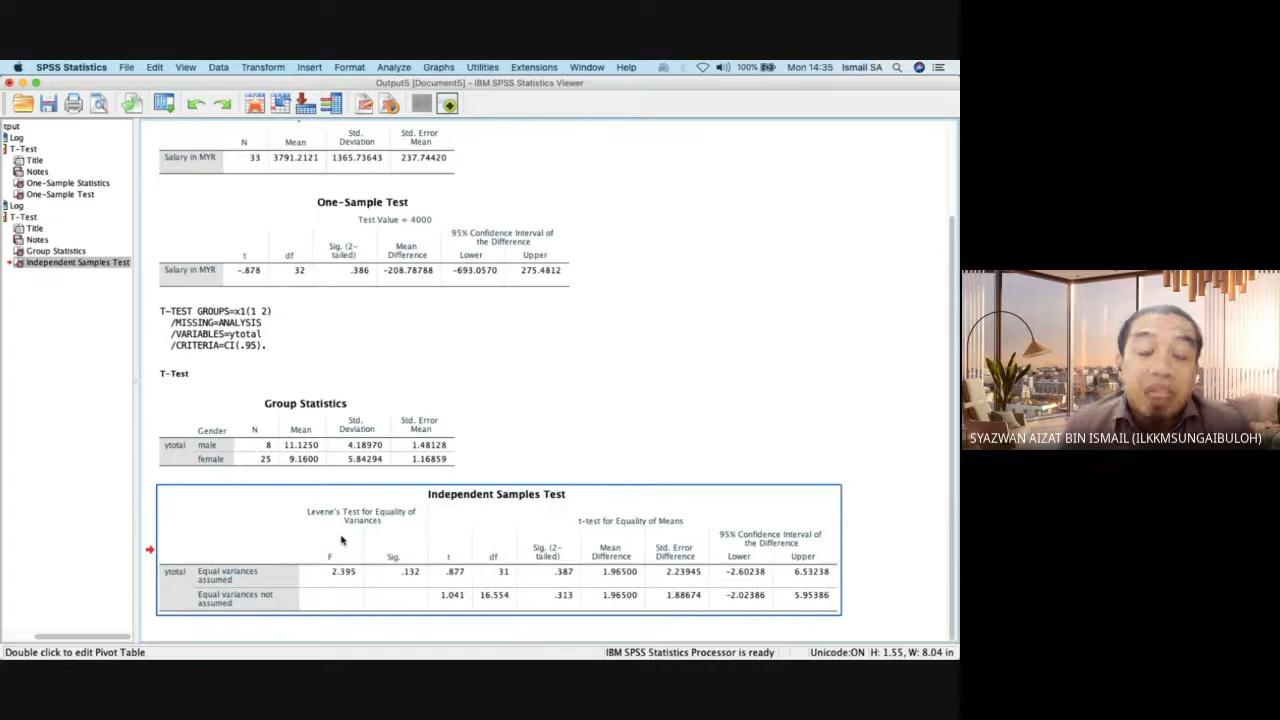 SPSS Statistics File Edit View Data Transform Insert Format Analyze Graphs Utilities Extensions Window Help 100% Mon 14:35 Ismail SA
Output5 [Document5] - IBM SPSS Statistics Viewer
tput
Log
T-Test
Title
Notes
One-Sample Statistics
One-Sample Test
Log
T-Test
Title
Notes
Group Statistics
Independent Samples Test
N Mean Std. Deviation Std. Error Mean
Salary in MYR 33 3791.2121 1365.73643 237.74420
One-Sample Test
Test Value = 4000
95% Confidence Interval of the Difference
t df Sig. (2-tailed) Mean Difference Lower Upper
Salary in MYR -.878 32 .386 -208.78788 -693.0570 275.4812
T-TEST GROUPS=x1(1 2)
/MISSING=ANALYSIS
/VARIABLES=ytotal
/CRITERIA=CI(.95).
T-Test
Group Statistics
Gender N Mean Std. Deviation Std. Error Mean
ytotal male 8 11.1250 4.18970 1.48128
female 25 9.1600 5.84294 1.16859
Independent Samples Test
Levene's Test for Equality of Variances t-test for Equality of Means
95% Confidence Interval of the Difference
F Sig. t df Sig. (2-tailed) Mean Difference Std. Error Difference Lower Upper
ytotal Equal variances assumed 2.395 .132 .877 31 .387 1.96500 2.23945 -2.60238 6.53238
Equal variances not assumed 1.041 16.554 .313 1.96500 1.88674 -2.02386 5.95386
Double click to edit Pivot Table IBM SPSS Statistics Processor is ready Unicode:ON H: 1.55, W: 8.04 in
SYAZWAN AIZAT BIN ISMAIL (ILKKMSUNGAIBULOH)